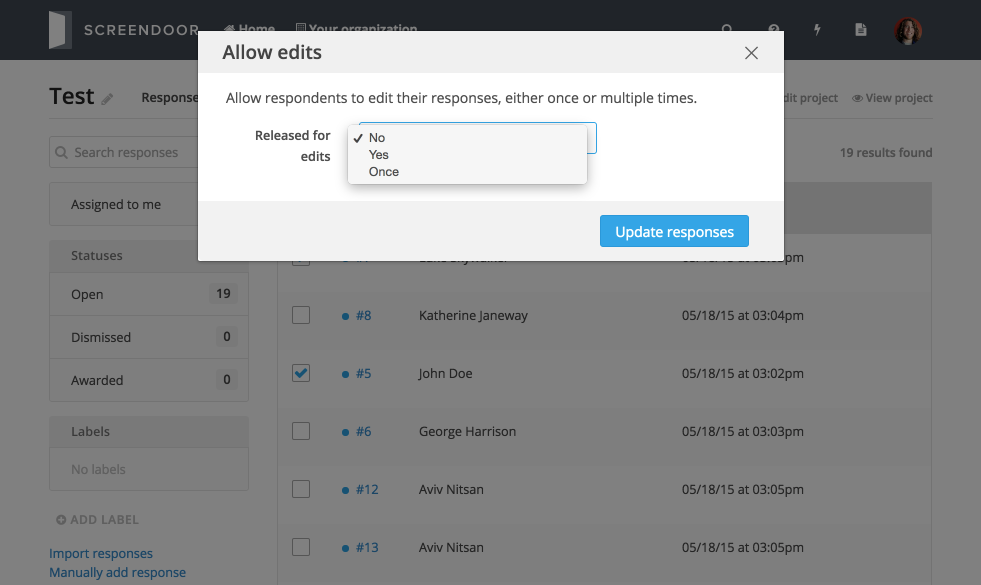 SCREENDOOR
Home
Your organization
Allow edits
Allow respondents to edit their responses, either once or multiple times.
Released for
edits
No
Yes
Once
Update responses
Test
View project
project
Search responses
19 results found
Assigned to me
Statuses
Open 19
Dismissed 0
Awarded 0
Labels
No labels
ADD LABEL
Import responses
Manually add response
#8 Katherine Janeway 05/18/15 at 03:04pm
#5 John Doe 05/18/15 at 03:02pm
#6 George Harrison 05/18/15 at 03:03pm
#12 Aviv Nitsan 05/18/15 at 03:05pm
#13 Aviv Nitsan 05/18/15 at 03:05pm